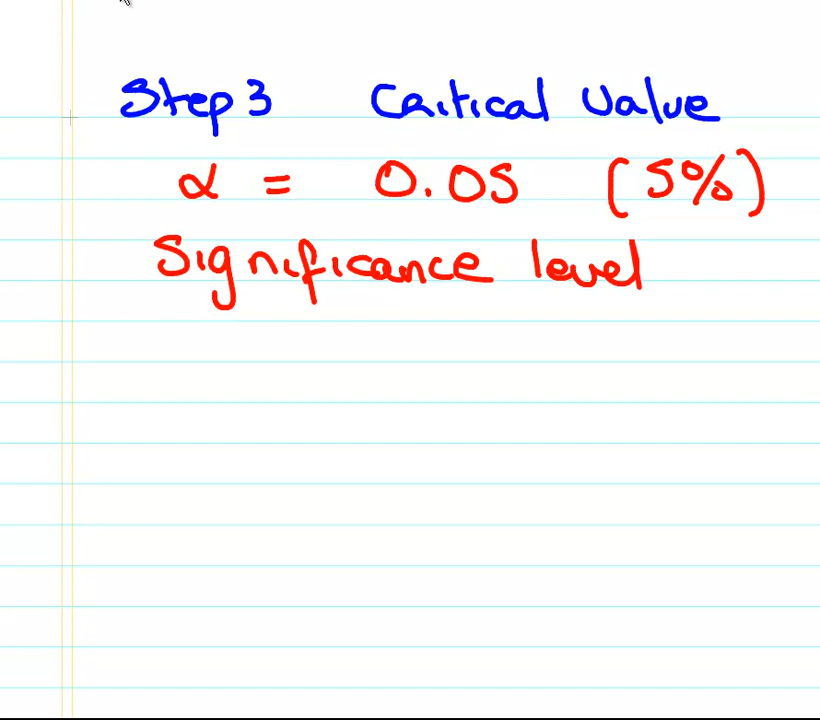 Step 3 Critical Value
α = 0.05 (5%)
Significance level